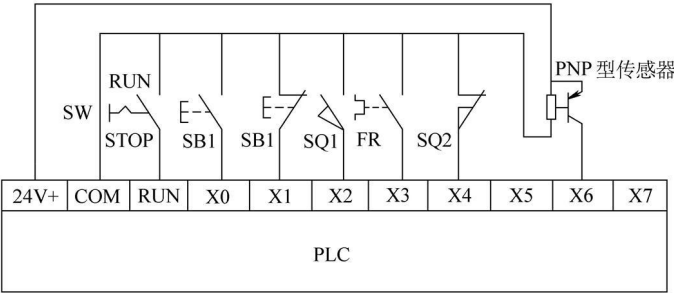 PNP 型传感器
RUN
SW
STOP
SB1
SB1
SQ1
FR
SQ2
24V+ COM RUN X0 X1 X2 X3 X4 X5 X6 X7
PLC